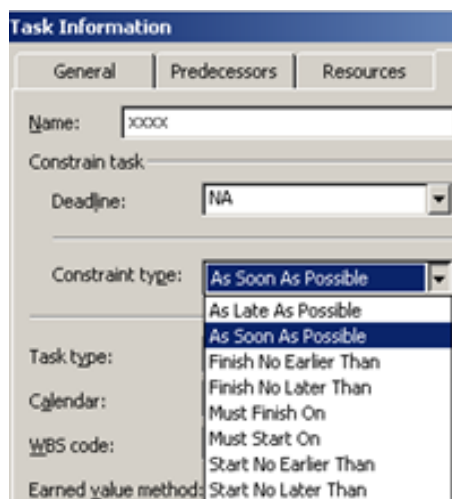 Task Information
General Predecessors Resources
Name: xxxx
Constrain task
Deadline: NA
Constraint type: As Soon As Possible
As Late As Possible
As Soon As Possible
Task type: Finish No Earlier Than
Finish No Later Than
Calendar: Must Finish On
WBS code: Must Start On
Start No Earlier Than
Earned value method: Start No Later Than